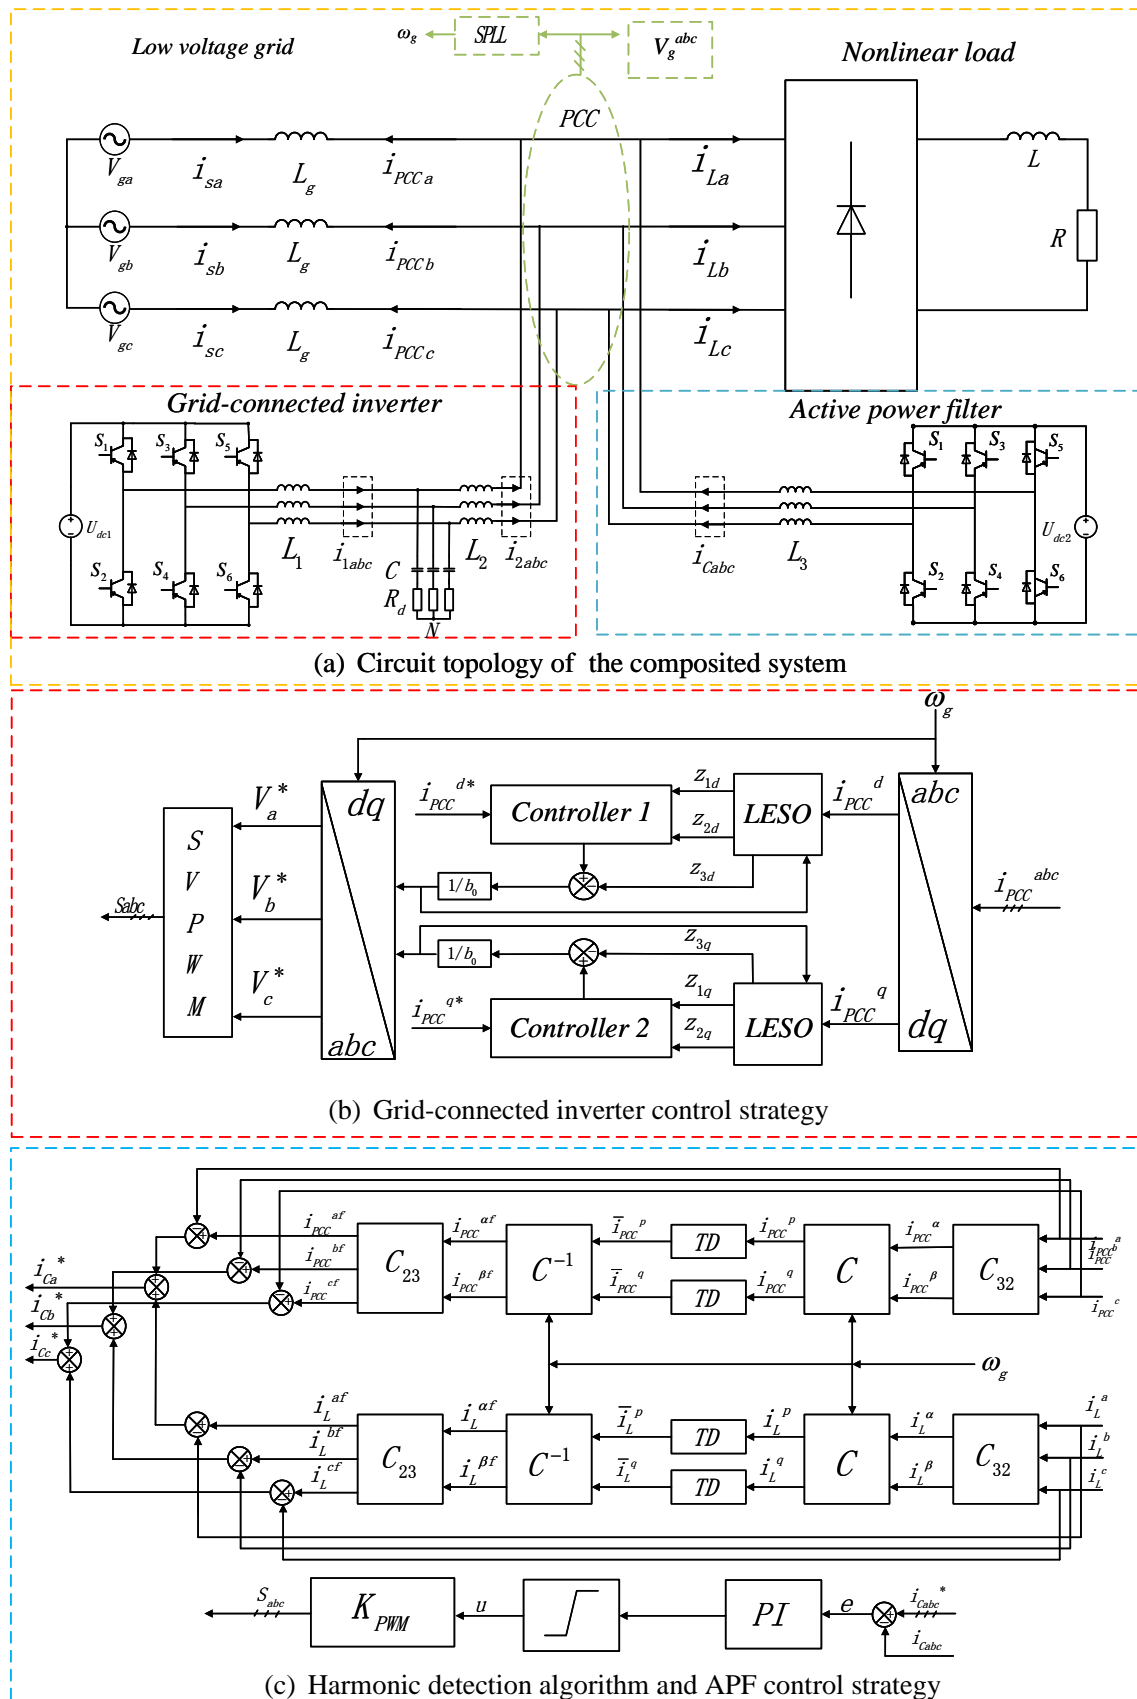 Low voltage grid
ω_g
SPLL
V_g^abc
Nonlinear load
PCC
V_ga
i_sa
L_g
i_PCCa
i_La
L
V_gb
i_sb
L_g
i_PCCb
i_Lb
R
V_gc
i_sc
L_g
i_PCCc
i_Lc
Grid-connected inverter
S_1
S_3
S_5
U_dc1
S_2
S_4
S_6
L_1
i_1abc
L_2
i_2abc
C
R_d
N
Active power filter
S_1
S_3
S_5
U_dc2
S_2
S_4
S_6
i_Cabc
L_3
(a) Circuit topology of the composited system
ω_g
S
V
P
W
M
Sabc
V_a^*
V_b^*
V_c^*
dq
abc
i_PCC^d*
Controller 1
z_1d
z_2d
z_3d
LESO
i_PCC^d
abc
dq
i_PCC^abc
1/b_0
1/b_0
z_3q
i_PCC^q*
Controller 2
z_1q
z_2q
LESO
i_PCC^q
(b) Grid-connected inverter control strategy
i_Ca^*
i_Cb^*
i_Cc^*
i_PCC^af
i_PCC^bf
i_PCC^cf
C_23
i_PCC^αf
i_PCC^βf
C^-1
i̅_PCC^p
i̅_PCC^q
TD
TD
i_PCC^p
i_PCC^q
C
i_PCC^α
i_PCC^β
C_32
i_PCC^a
i_PCC^b
i_PCC^c
ω_g
i_L^af
i_L^bf
i_L^cf
C_23
i_L^αf
i_L^βf
C^-1
i̅_L^p
i̅_L^q
TD
TD
i_L^p
i_L^q
C
i_L^α
i_L^β
C_32
i_L^a
i_L^b
i_L^c
S_abc
K_PWM
u
PI
e
i_Cabc^*
i_Cabc
(c) Harmonic detection algorithm and APF control strategy